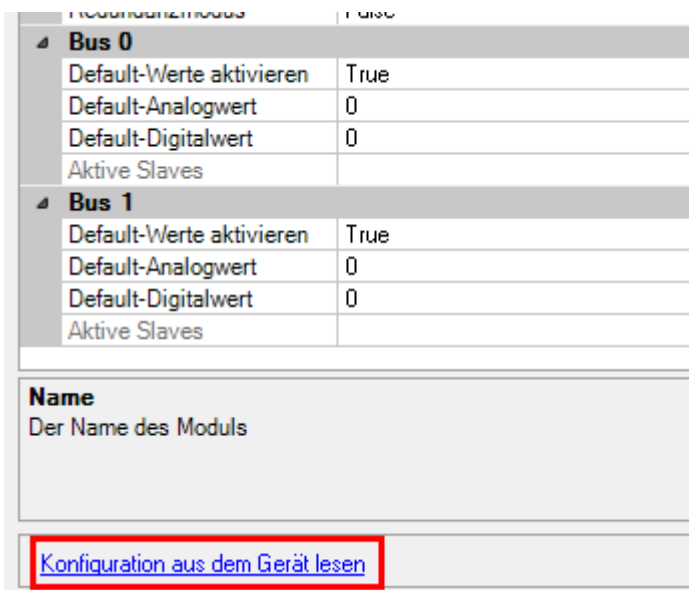 Redundanzmodus False
Bus 0
Default-Werte aktivieren True
Default-Analogwert 0
Default-Digitalwert 0
Aktive Slaves
Bus 1
Default-Werte aktivieren True
Default-Analogwert 0
Default-Digitalwert 0
Aktive Slaves
Name
Der Name des Moduls
Konfiguration aus dem Gerät lesen